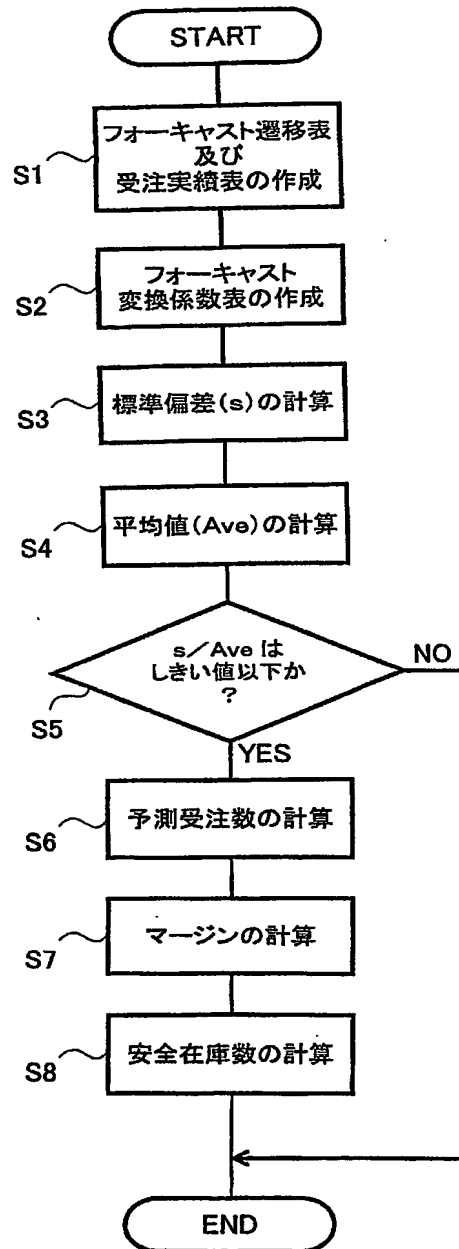 START
S1
フォーキャスト遷移表
及び
受注実績表の作成
S2
フォーキャスト
変換係数表の作成
S3
標準偏差(s)の計算
S4
平均値(Ave)の計算
S5
s/Ave は
しきい値以下か
?
NO
YES
S6
予測受注数の計算
S7
マージンの計算
S8
安全在庫数の計算
END